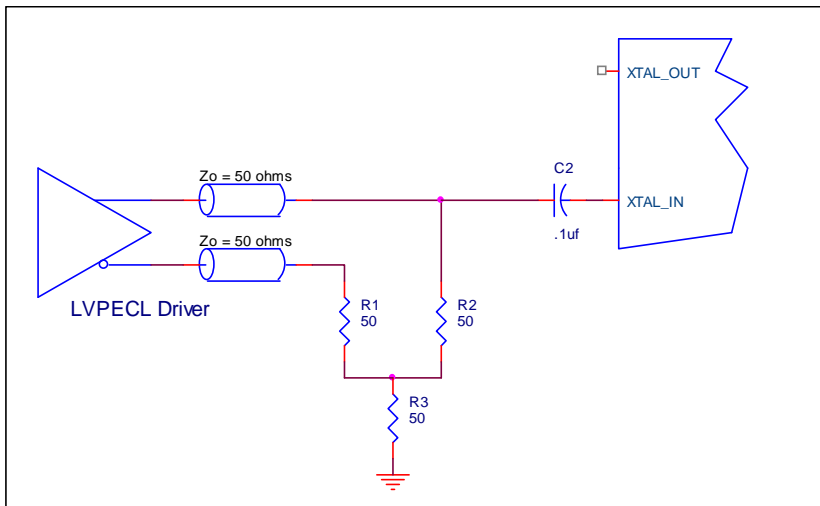 XTAL_OUT
C2
Zo = 50 ohms
XTAL_IN
.1uf
Zo = 50 ohms
LVPECL Driver
R1
50
R2
50
R3
50